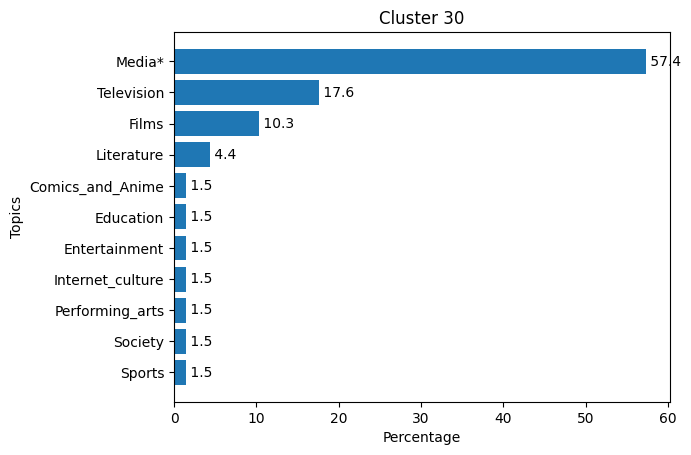 Cluster 30
Topics
Media* 57.4
Television 17.6
Films 10.3
Literature 4.4
Comics_and_Anime 1.5
Education 1.5
Entertainment 1.5
Internet_culture 1.5
Performing_arts 1.5
Society 1.5
Sports 1.5
0 10 20 30 40 50 60
Percentage